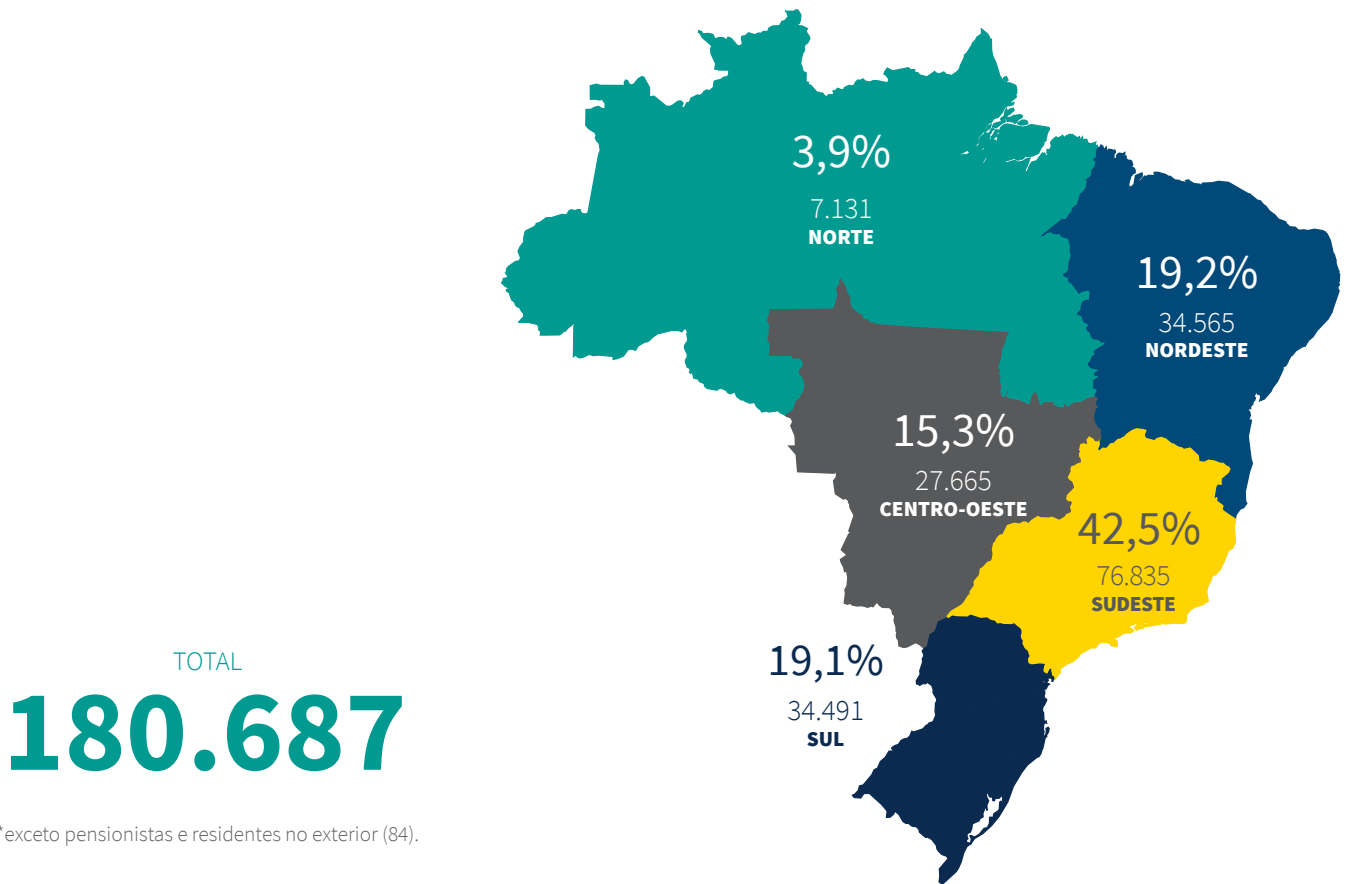 3,9%
7.131
NORTE
19,2%
34.565
NORDESTE
15,3%
27.665
CENTRO-OESTE
42,5%
76.835
SUDESTE
19,1%
34.491
SUL
TOTAL
180.687
*exceto pensionistas e residentes no exterior (84).